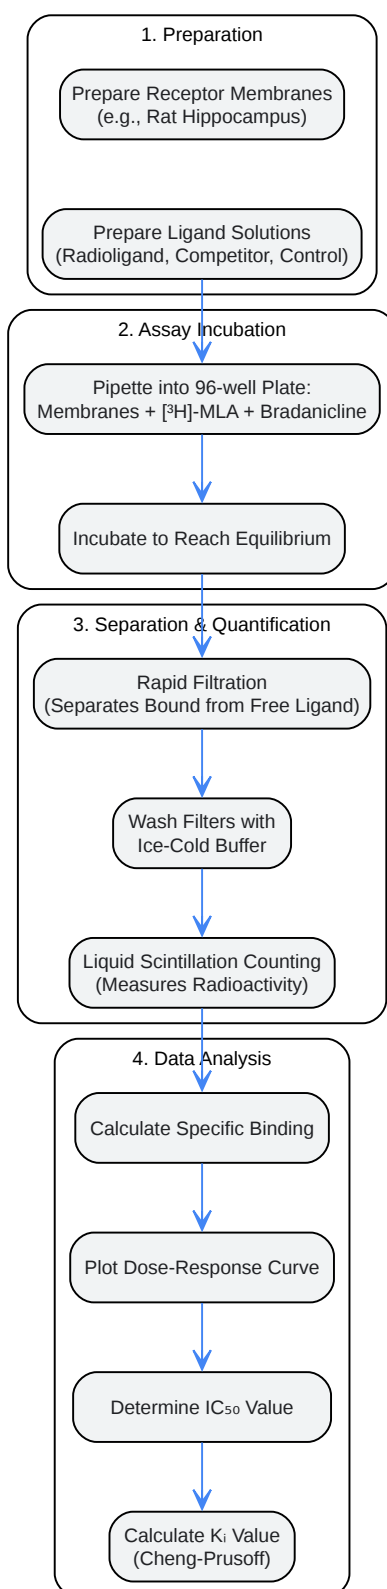 1. Preparation
Prepare Receptor Membranes
(e.g., Rat Hippocampus)
Prepare Ligand Solutions
(Radioligand, Competitor, Control)
2. Assay Incubation
Pipette into 96-well Plate:
Membranes + [³H]-MLA + Bradanicline
Incubate to Reach Equilibrium
3. Separation & Quantification
Rapid Filtration
(Separates Bound from Free Ligand)
Wash Filters with
Ice-Cold Buffer
Liquid Scintillation Counting
(Measures Radioactivity)
4. Data Analysis
Calculate Specific Binding
Plot Dose-Response Curve
Determine IC₅₀ Value
Calculate Kᵢ Value
(Cheng-Prusoff)